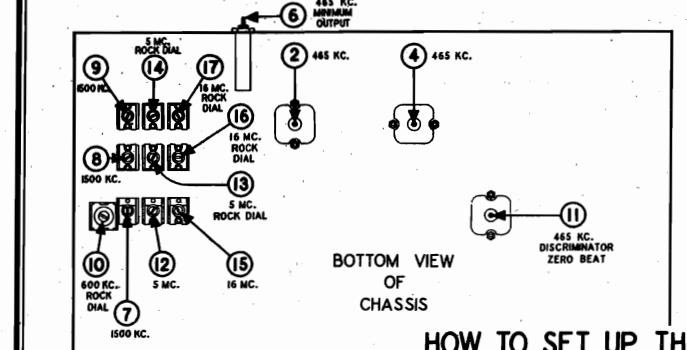 465 KC.
MINIMUM
OUTPUT
6
5 MC.
ROCK DIAL
9
1500 KC.
14
17
16 MC.
ROCK
DIAL
2
465 KC.
4
465 KC.
16
16 MC.
ROCK
DIAL
8
1500 KC.
13
5 MC.
ROCK DIAL
11
465 KC.
DISCRIMINATOR
ZERO BEAT
10
600 KC.
ROCK
DIAL
12
5 MC.
15
16 MC.
7
1500 KC.
BOTTOM VIEW
OF
CHASSIS
HOW TO SET UP TH